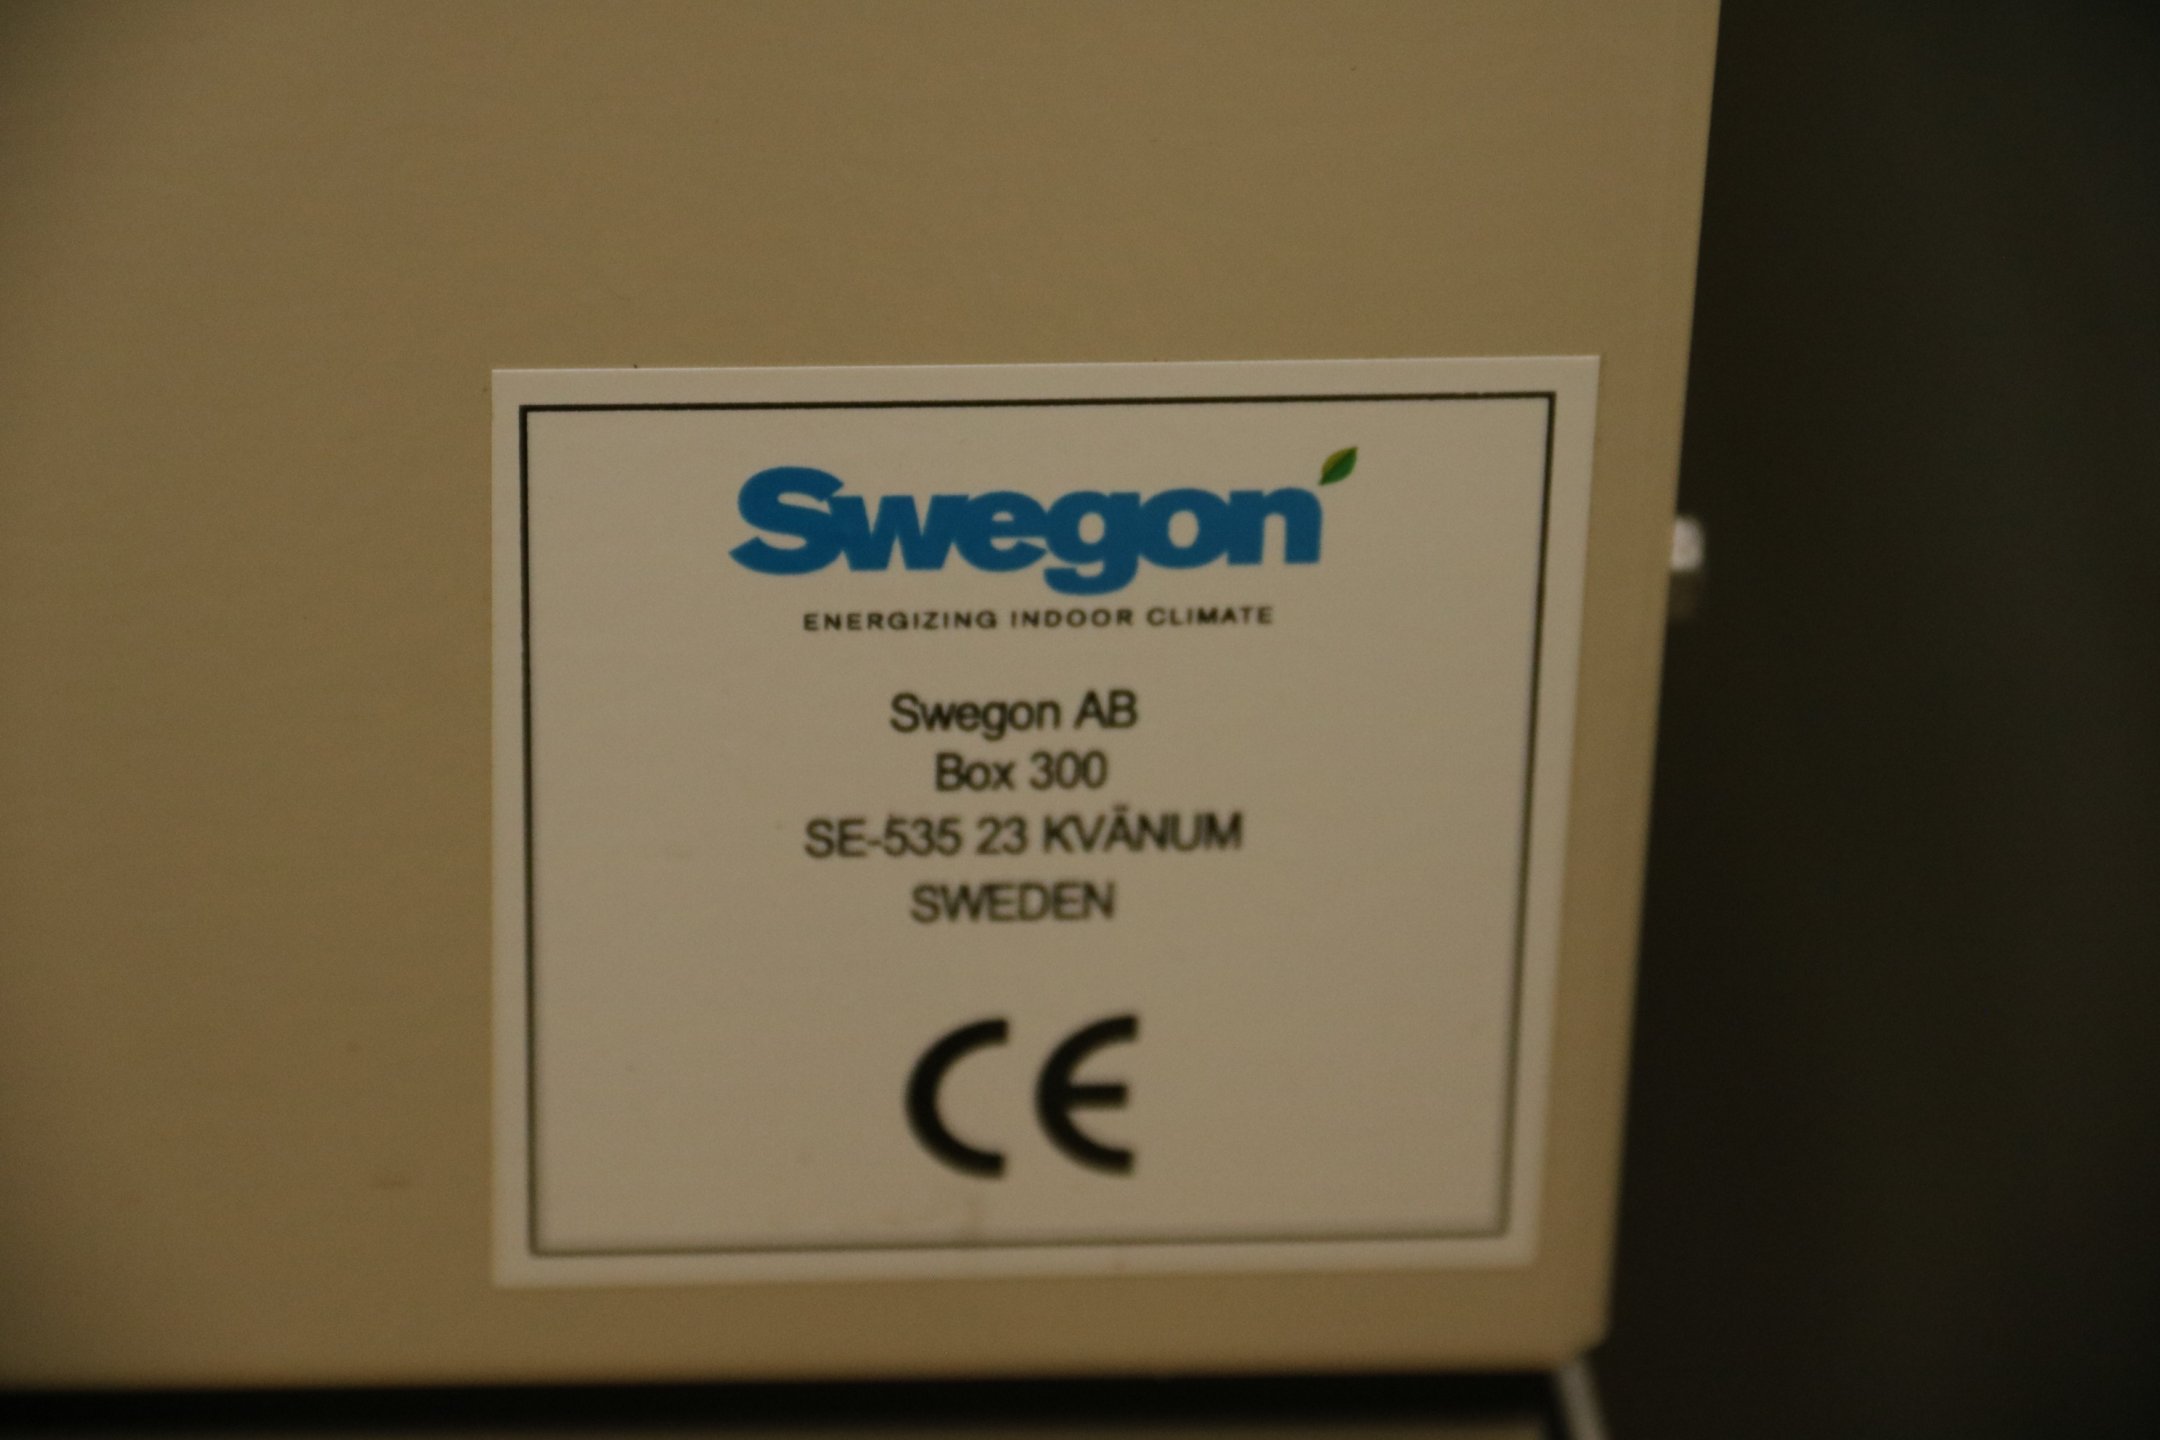 Swegon
ENERGIZING INDOOR CLIMATE
Swegon AB
Box 300
SE-535 23 KVÄNUM
SWEDEN
CE